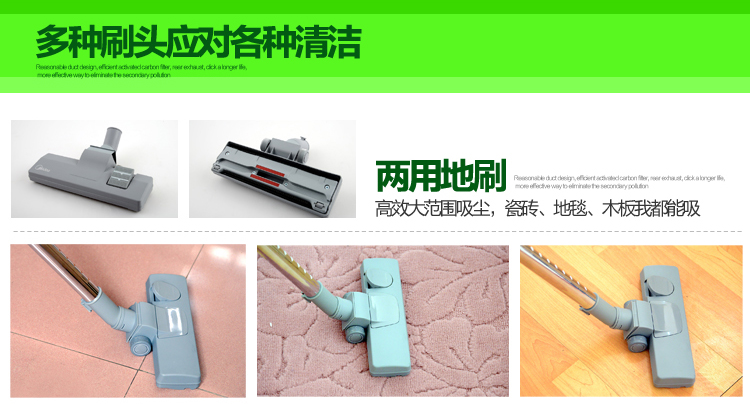 多种刷头应对各种清洁
Reasonable duct design, efficient activated carbon filter, rear exhaust, click a longer life,
more effective way to eliminate the secondary pollution
两用地刷
Reasonable duct design, efficient activated carbon filter, rear exhaust, click a longer life,
more effective way to eliminate the secondary pollution
高效大范围吸尘，瓷砖、地毯、木板我都能吸